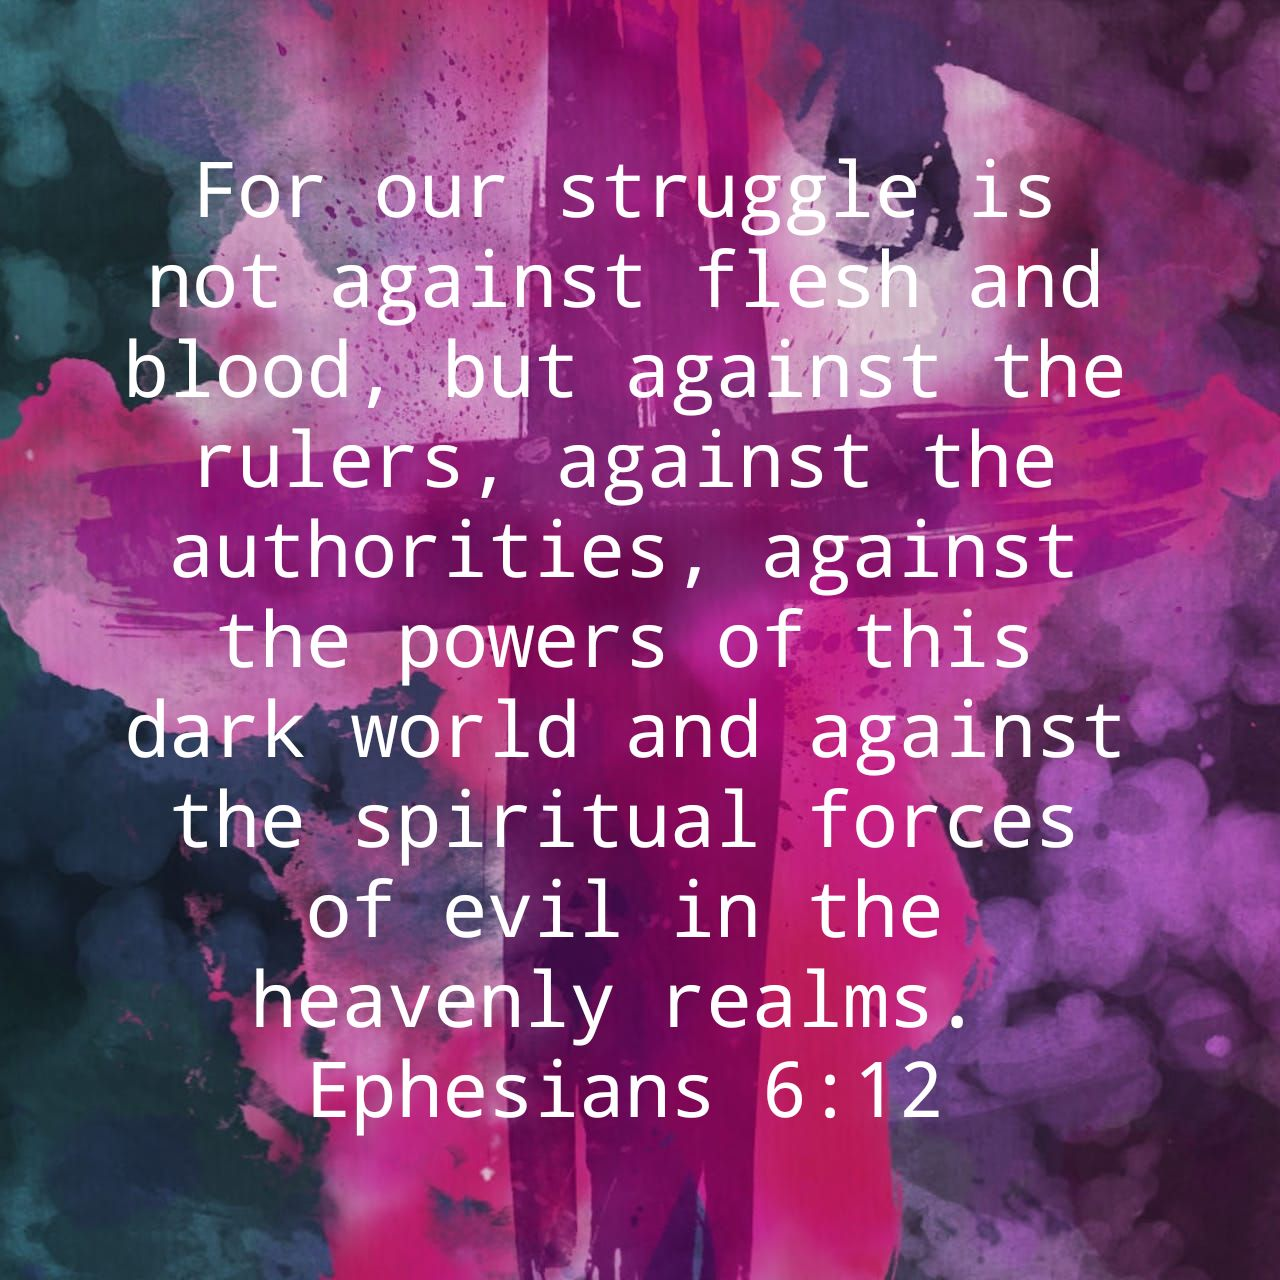 For our struggle is
not against flesh and
blood, but against the
rulers, against the
authorities, against
the powers of this
dark world and against
the spiritual forces
of evil in the
heavenly realms.
Ephesians 6:12